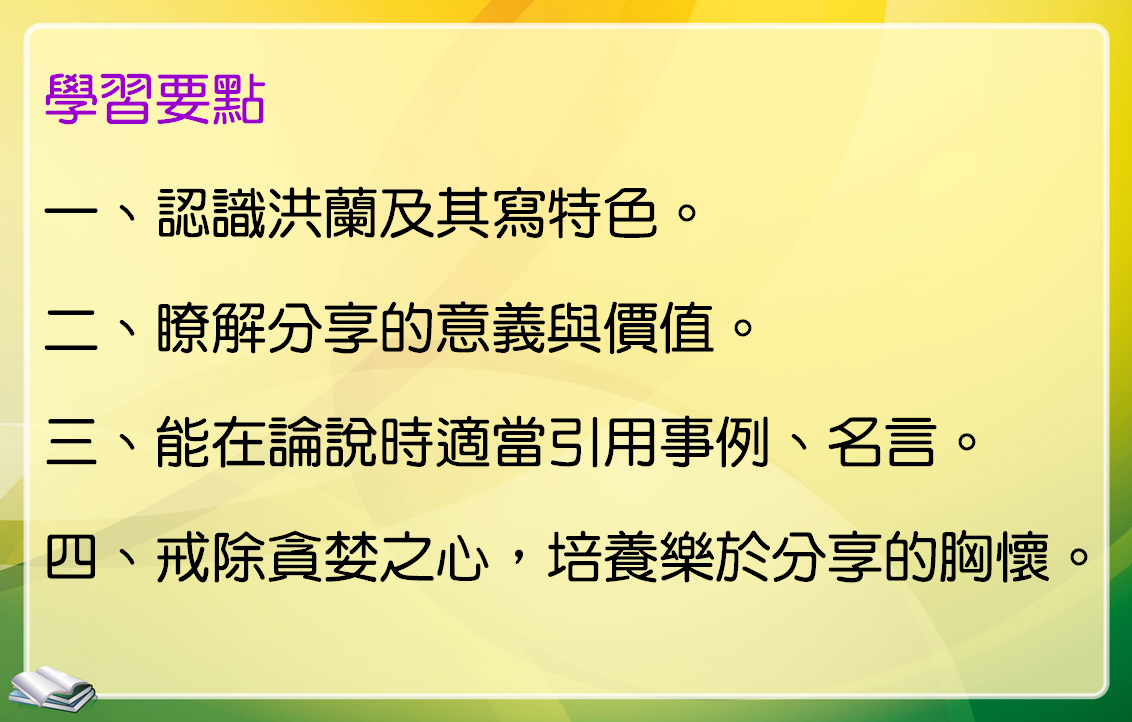 學習要點
一、認識洪蘭及其寫特色。
二、瞭解分享的意義與價值。
三、能在論說時適當引用事例、名言。
四、戒除貪婪之心，培養樂於分享的胸懷。